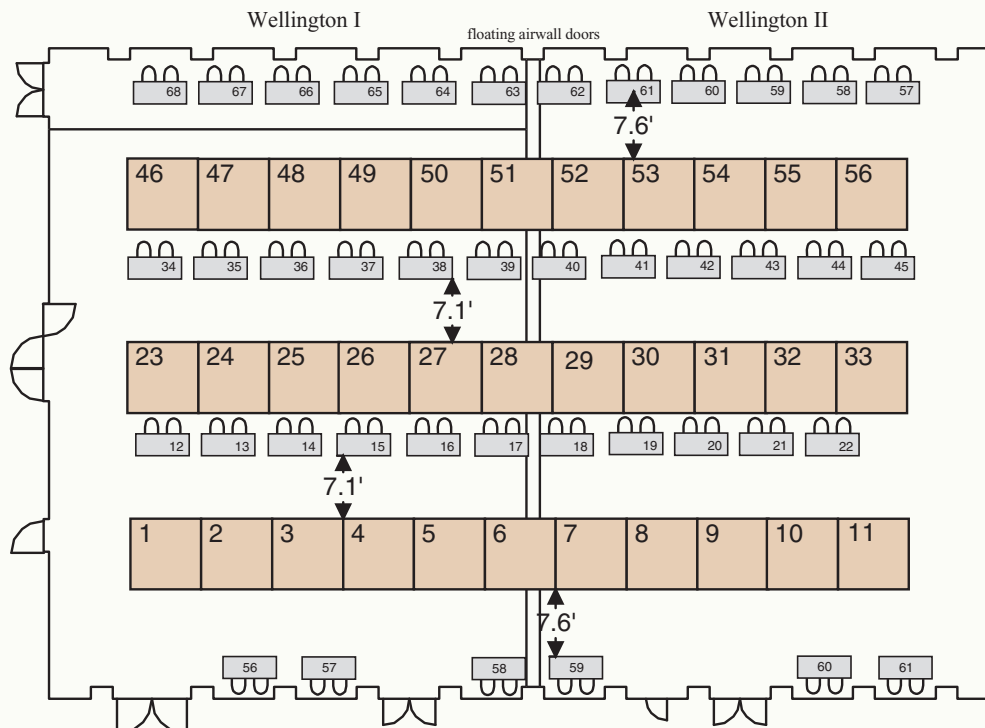 Wellington I Wellington II
floating airwall doors
68 67 66 65 64 63 62 61 60 59 58 57
7.6'
46 47 48 49 50 51 52 53 54 55 56
34 35 36 37 38 39 40 41 42 43 44 45
7.1'
23 24 25 26 27 28 29 30 31 32 33
12 13 14 15 16 17 18 19 20 21 22
7.1'
1 2 3 4 5 6 7 8 9 10 11
7.6'
56 57 58 59 60 61